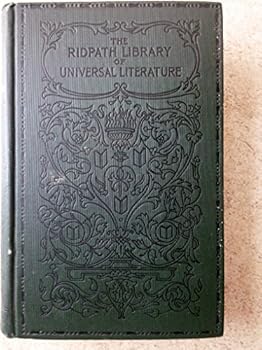 THE
RIDPATH LIBRARY
OF
UNIVERSAL LITERATURE